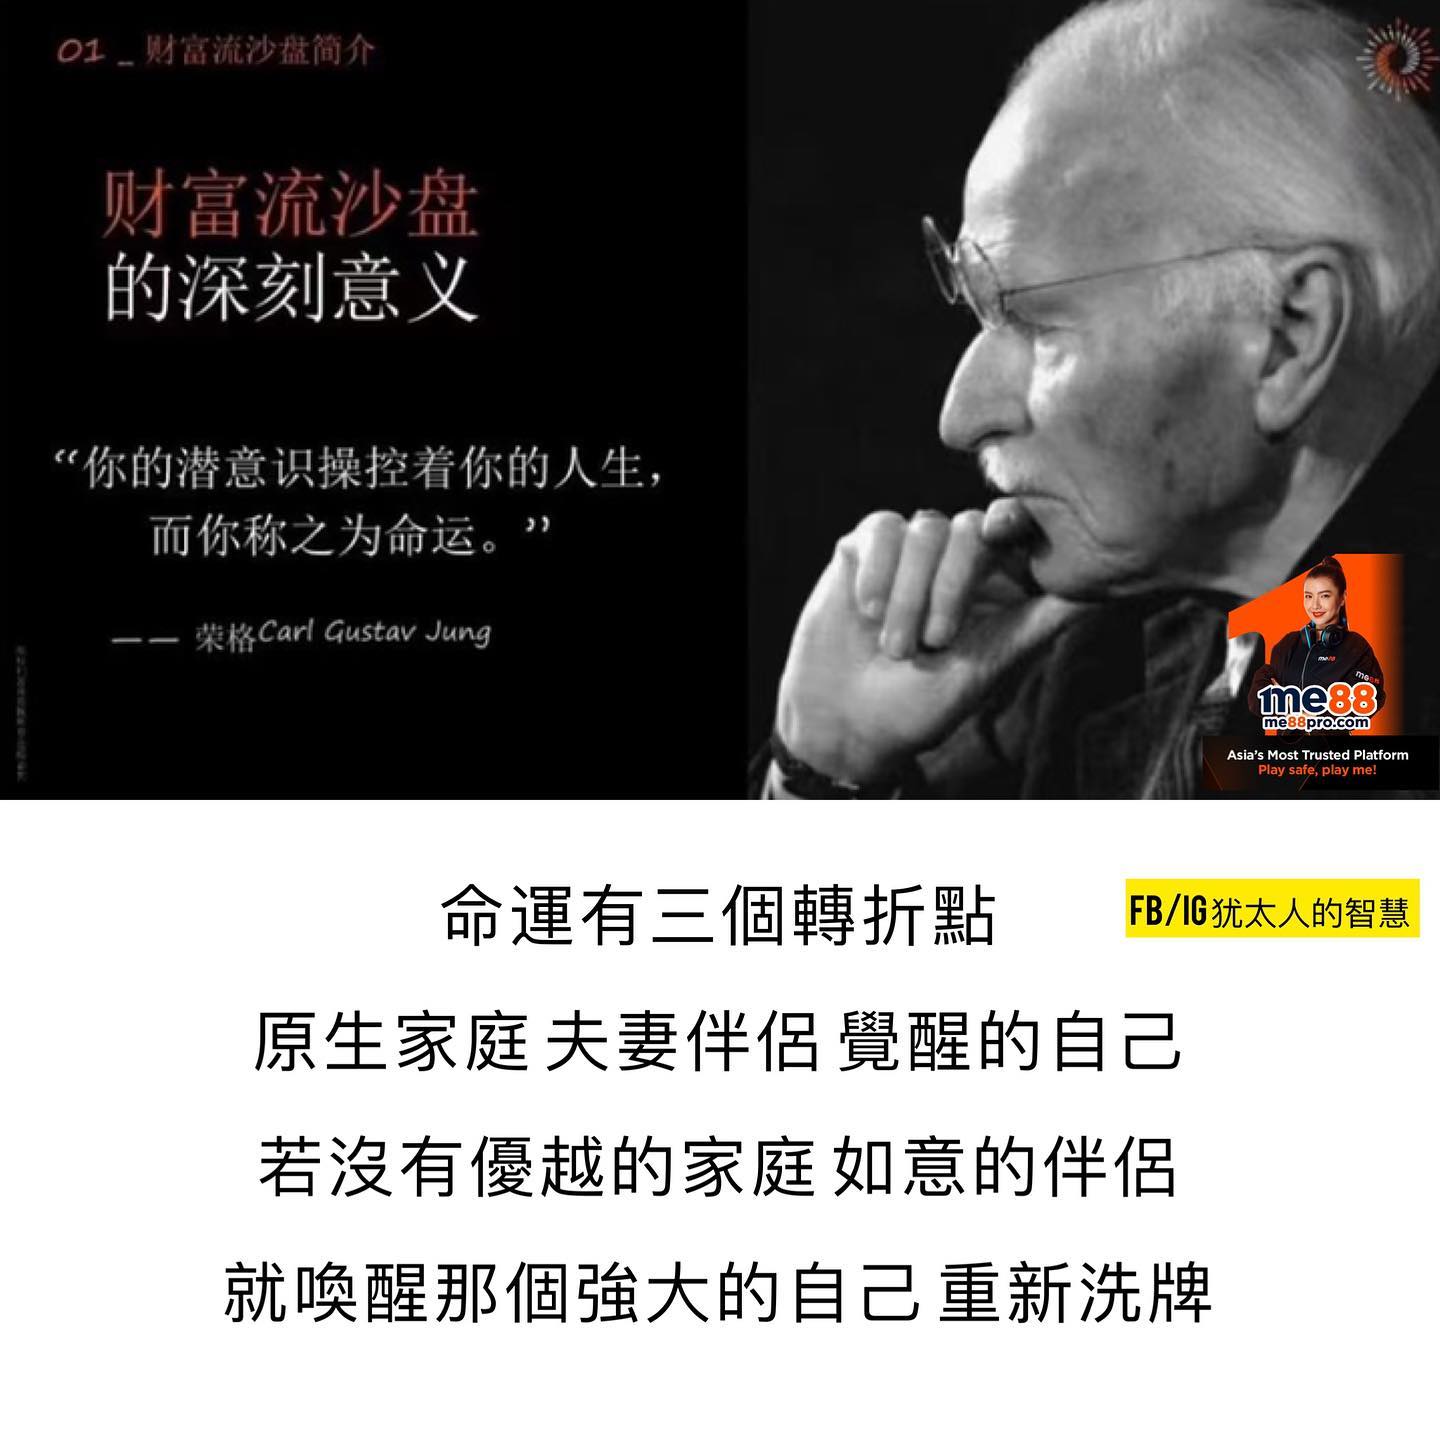 01 _ 财富流沙盘简介
财富流沙盘
的深刻意义
“你的潜意识操控着你的人生，
而你称之为命运。”
—— 荣格Carl Gustav Jung
me88
me88
me88
me88pro.com
Asia's Most Trusted Platform
Play safe, play me!
命運有三個轉折點
FB/IG犹太人的智慧
原生家庭 夫妻伴侶 覺醒的自己
若沒有優越的家庭 如意的伴侶
就喚醒那個強大的自己 重新洗牌